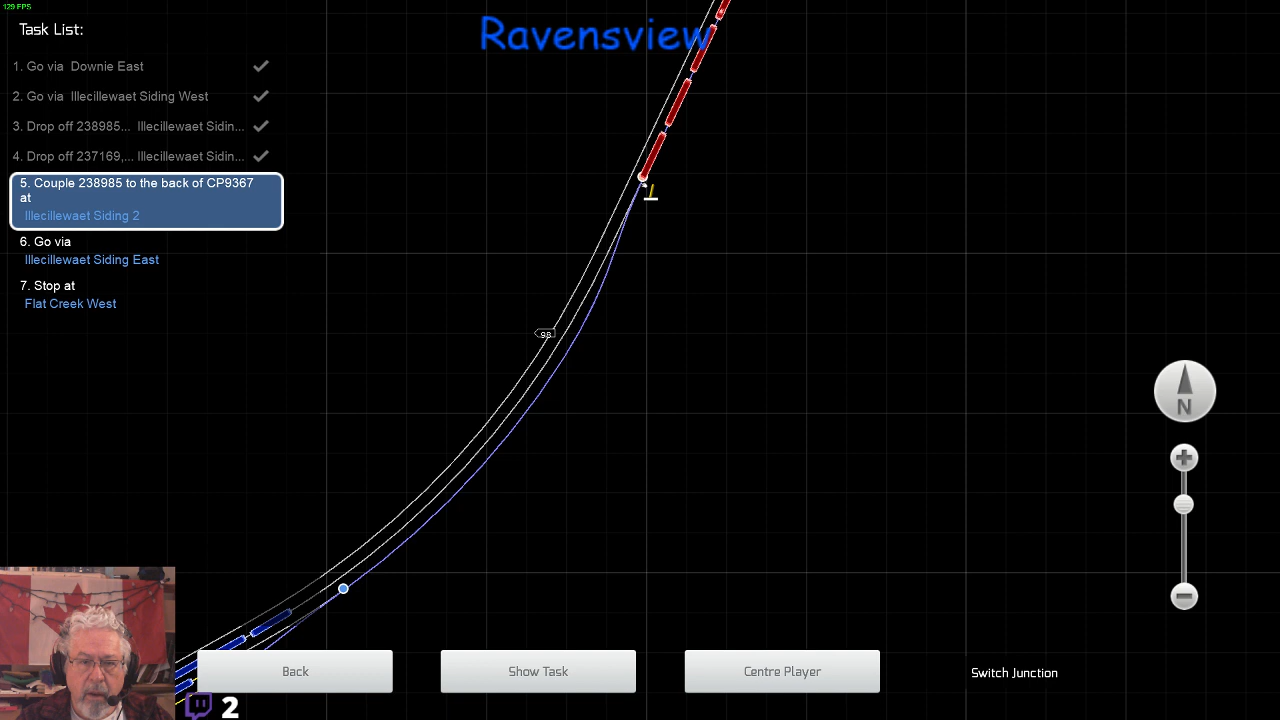 129 FPS
Ravensview
Task List:
1. Go via Downie East
2. Go via Illecillewaet Siding West
3. Drop off 238985... Illecillewaet Sidin...
4. Drop off 237169,... Illecillewaet Sidin...
5. Couple 238985 to the back of CP9367
at
Illecillewaet Siding 2
6. Go via
Illecillewaet Siding East
7. Stop at
Flat Creek West
98
N
Back
Show Task
Centre Player
Switch Junction
2